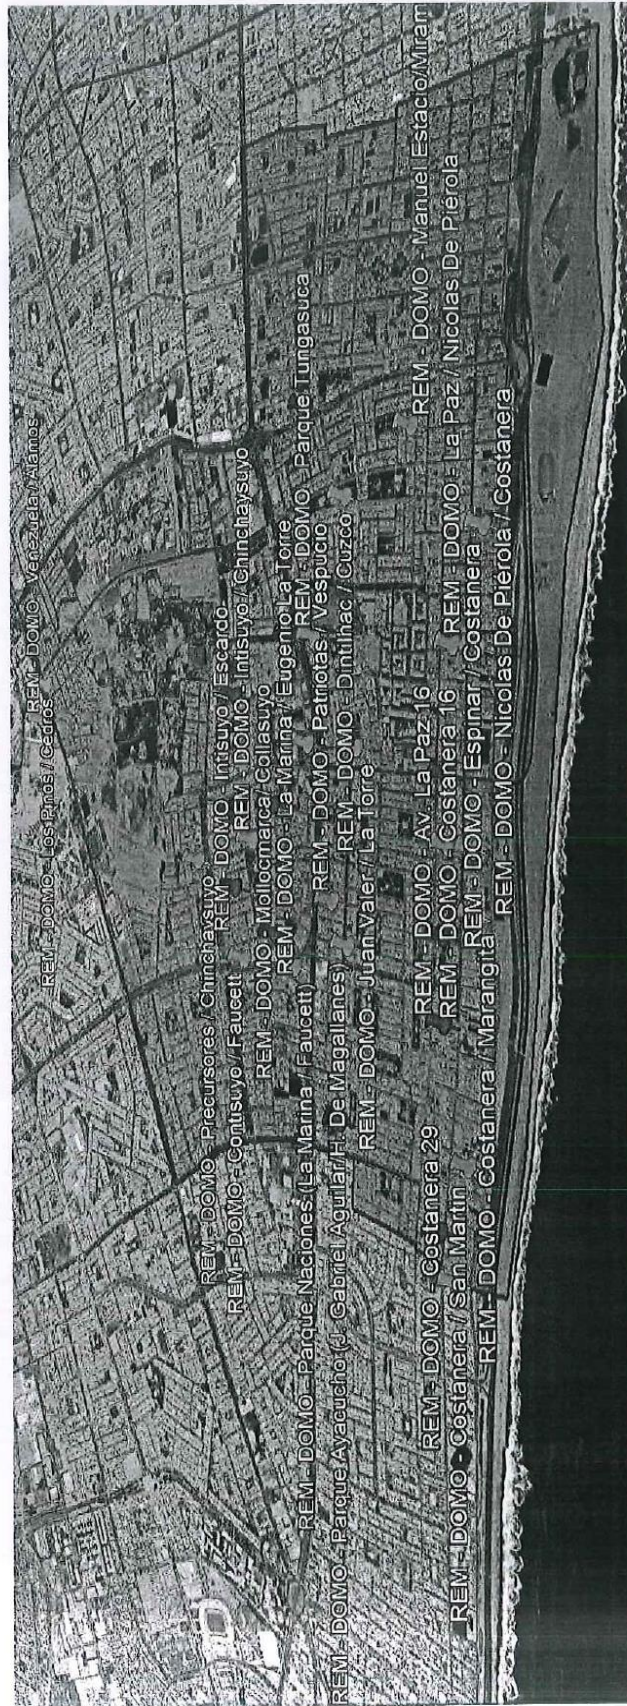 REM - DOMO - Venezuela / Alamos
REM - DOMO - Los Pinos / Cedros
REM - DOMO - Intisuyo / Escardo
REM - DOMO - Precursores / Chinchaysuyo
REM - DOMO - Intisuyo / Chinchaysuyo
REM - DOMO - Contisuyo / Faucett
REM - DOMO - Mollocmarca / Collasuyo
REM - DOMO - La Marina / Eugenio La Torre
REM - DOMO - Parque Tungasuca
REM - DOMO - Parque Naciones (La Marina / Faucett)
REM - DOMO - Patriotas / Vespucio
REM - DOMO - Parque Ayacucho (J. Gabriel Aguilar/H. De Magallanes)
REM - DOMO - Dintilhac / Cuzco
REM - DOMO - Juan Valer / La Torre
REM - DOMO - Manuel Estacio/Miram
REM - DOMO - Av. La Paz 16
REM - DOMO - Costanera 29
REM - DOMO - La Paz / Nicolas De Piérola
REM - DOMO - Costanera 16
REM - DOMO - Costanera / San Martin
REM - DOMO - Espinar / Costanera
REM - DOMO - Costanera / Marangita
REM - DOMO - Nicolas De Piérola / Costanera